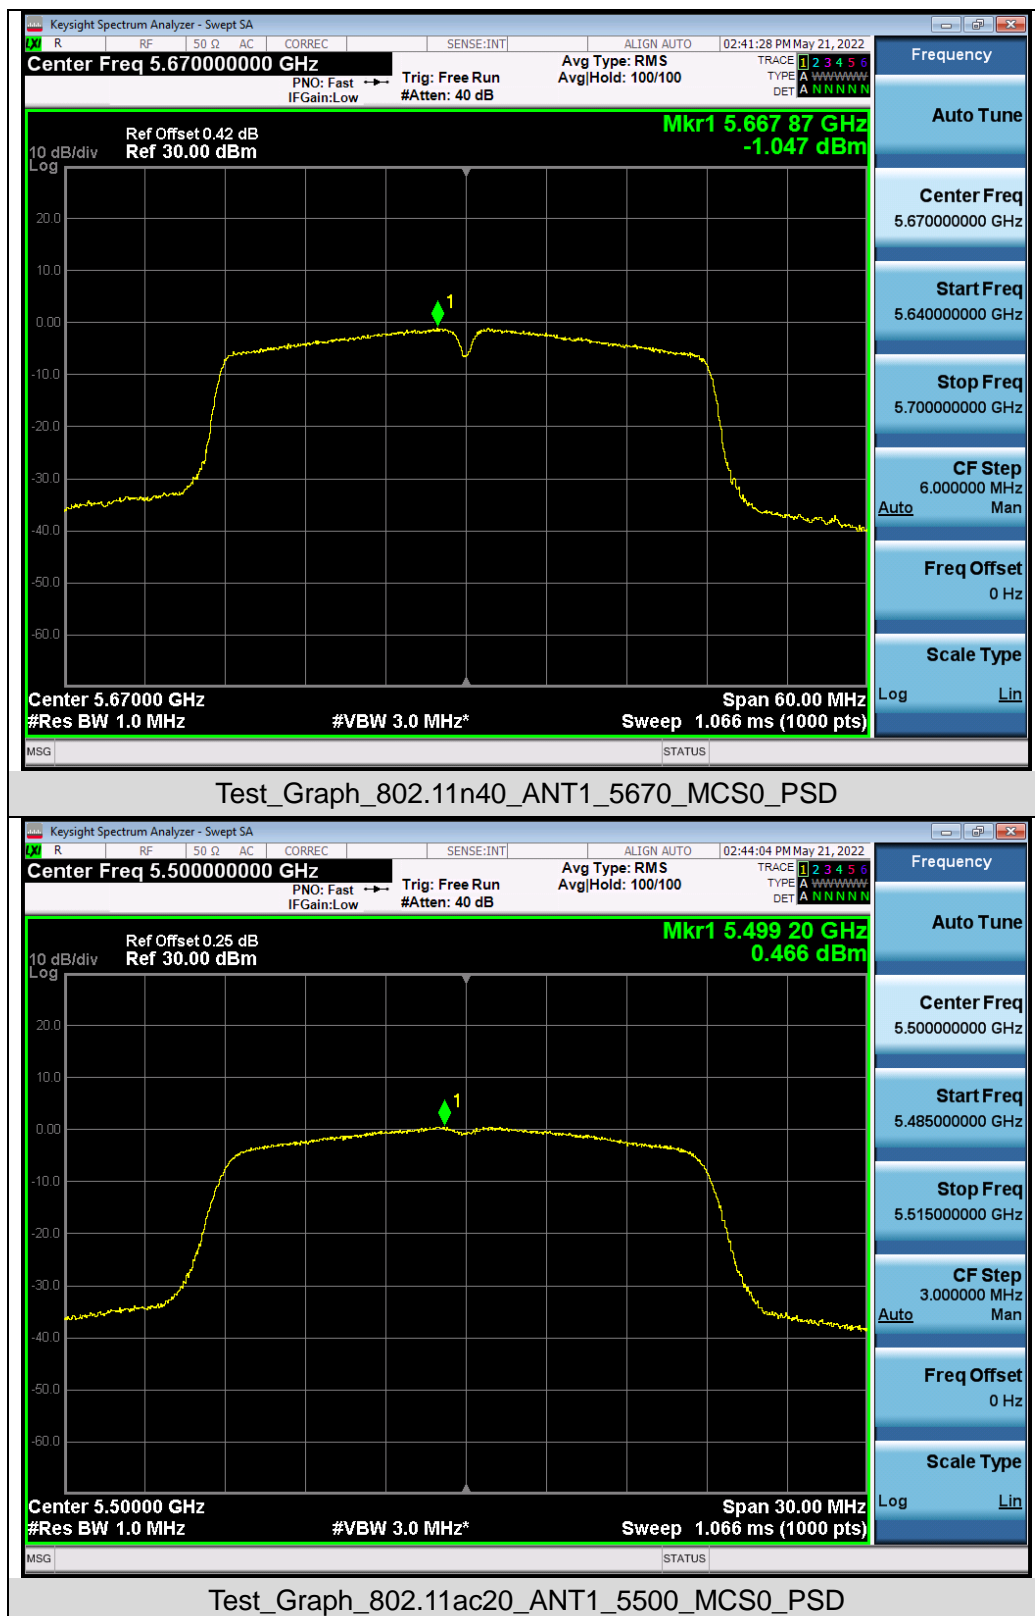 Keysight Spectrum Analyzer - Swept SA
LXI R RF 50 Ω AC CORREC SENSE:INT ALIGN AUTO 02:41:28 PM May 21, 2022
Center Freq 5.670000000 GHz Avg Type: RMS TRACE 1 2 3 4 5 6
PNO: Fast Trig: Free Run Avg|Hold: 100/100 TYPE A WWWWW
IFGain:Low #Atten: 40 dB DET A N N N N N
Frequency
Auto Tune
Center Freq
5.670000000 GHz
Start Freq
5.640000000 GHz
Stop Freq
5.700000000 GHz
CF Step
6.000000 MHz
Auto Man
Freq Offset
0 Hz
Scale Type
Log Lin
Mkr1 5.667 87 GHz
-1.047 dBm
Ref Offset 0.42 dB
10 dB/div Ref 30.00 dBm
Log
20.0
10.0
0.00
-10.0
-20.0
-30.0
-40.0
-50.0
-60.0
1
Center 5.67000 GHz Span 60.00 MHz
#Res BW 1.0 MHz #VBW 3.0 MHz* Sweep 1.066 ms (1000 pts)
MSG STATUS
Test_Graph_802.11n40_ANT1_5670_MCS0_PSD
Keysight Spectrum Analyzer - Swept SA
LXI R RF 50 Ω AC CORREC SENSE:INT ALIGN AUTO 02:44:04 PM May 21, 2022
Center Freq 5.500000000 GHz Avg Type: RMS TRACE 1 2 3 4 5 6
PNO: Fast Trig: Free Run Avg|Hold: 100/100 TYPE A WWWWW
IFGain:Low #Atten: 40 dB DET A N N N N N
Frequency
Auto Tune
Center Freq
5.500000000 GHz
Start Freq
5.485000000 GHz
Stop Freq
5.515000000 GHz
CF Step
3.000000 MHz
Auto Man
Freq Offset
0 Hz
Scale Type
Log Lin
Mkr1 5.499 20 GHz
0.466 dBm
Ref Offset 0.25 dB
10 dB/div Ref 30.00 dBm
Log
20.0
10.0
0.00
-10.0
-20.0
-30.0
-40.0
-50.0
-60.0
1
Center 5.50000 GHz Span 30.00 MHz
#Res BW 1.0 MHz #VBW 3.0 MHz* Sweep 1.066 ms (1000 pts)
MSG STATUS
Test_Graph_802.11ac20_ANT1_5500_MCS0_PSD